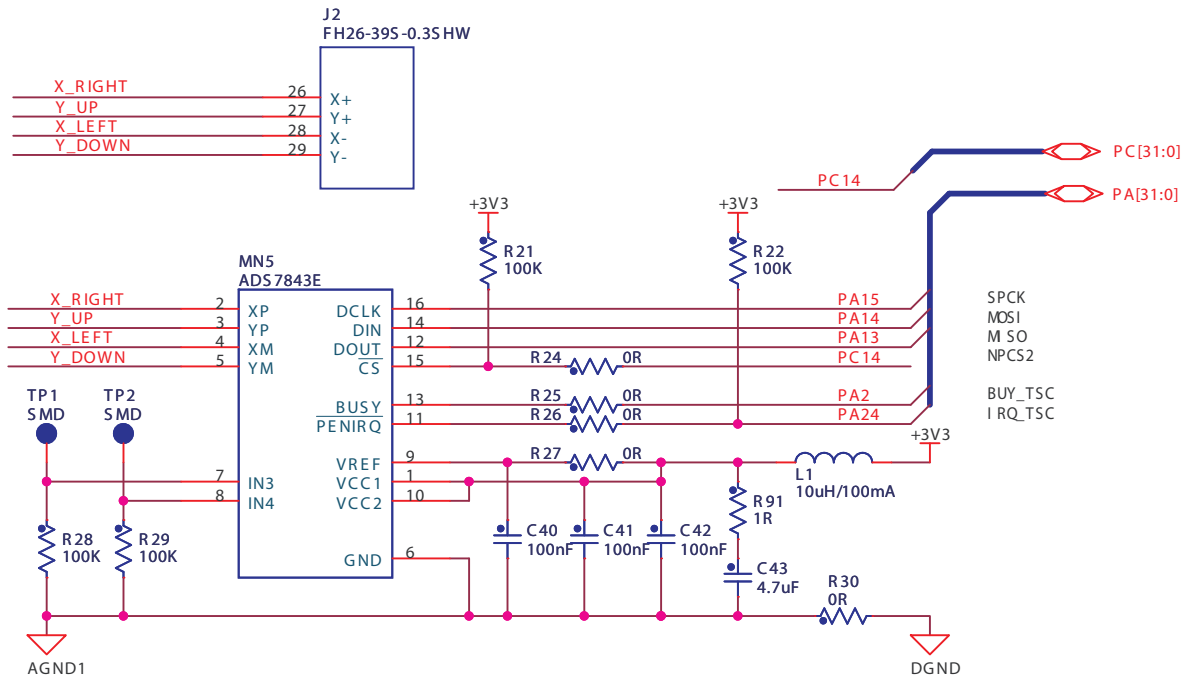 J2
FH26-39S-0.3SHW
X_RIGHT 26 X+
Y_UP 27 Y+
X_LEFT 28 X-
Y_DOWN 29 Y-
PC[31:0]
PC14
PA[31:0]
+3V3 +3V3
R21
100K
R22
100K
MN5
ADS7843E
X_RIGHT 2 XP DCLK 16 PA15 SPCK
Y_UP 3 YP DIN 14 PA14 MOSI
X_LEFT 4 XM DOUT 12 PA13 MISO
Y_DOWN 5 YM CS 15 R24 0R PC14 NPCS2
TP1
SMD
TP2
SMD
BUSY 13 R25 0R PA2 BUY_TSC
PENIRQ 11 R26 0R PA24 IRQ_TSC
+3V3
VREF 9 R27 0R
7 IN3 VCC1 1
8 IN4 VCC2 10
L1
10uH/100mA
R91
1R
R28
100K
R29
100K
GND 6
C40
100nF
C41
100nF
C42
100nF
C43
4.7uF
R30
0R
AGND1 DGND